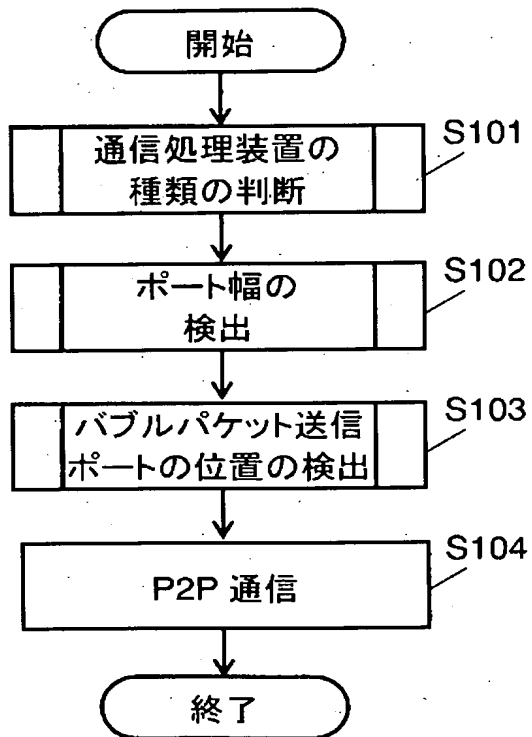 開始
通信処理装置の
種類の判断
S101
ポート幅の
検出
S102
バブルパケット送信
ポートの位置の検出
S103
P2P 通信
S104
終了